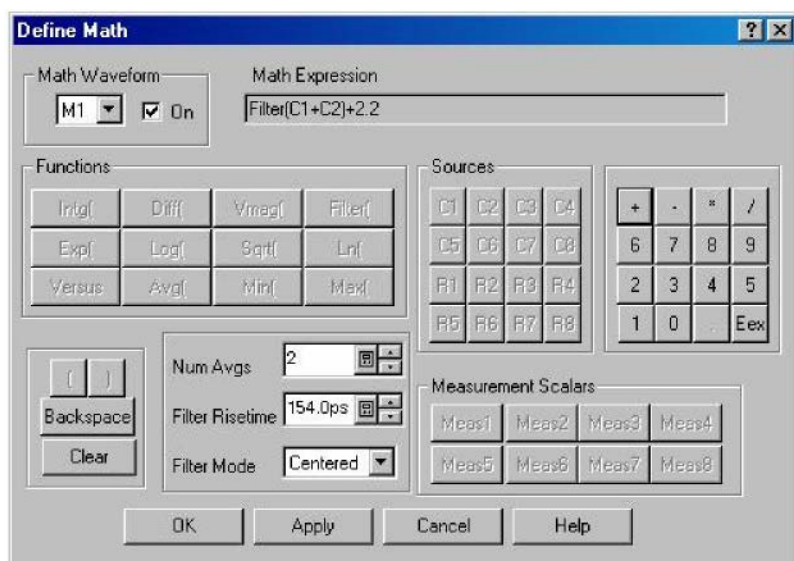 Define Math
Math Waveform
Math Expression
M1
On
Filter(C1+C2)+2.2
Functions
Intg( Diff( Vmag( Filter(
Exp( Log( Sqrt( Ln(
Versus Avg( Min( Max(
Sources
C1 C2 C3 C4
C5 C6 C7 C8
R1 R2 R3 R4
R5 R6 R7 R8
+ - * /
6 7 8 9
2 3 4 5
1 0 . Eex
( )
Backspace
Clear
Num Avgs 2
Filter Risetime 154.0ps
Filter Mode Centered
Measurement Scalars
Meas1 Meas2 Meas3 Meas4
Meas5 Meas6 Meas7 Meas8
OK Apply Cancel Help